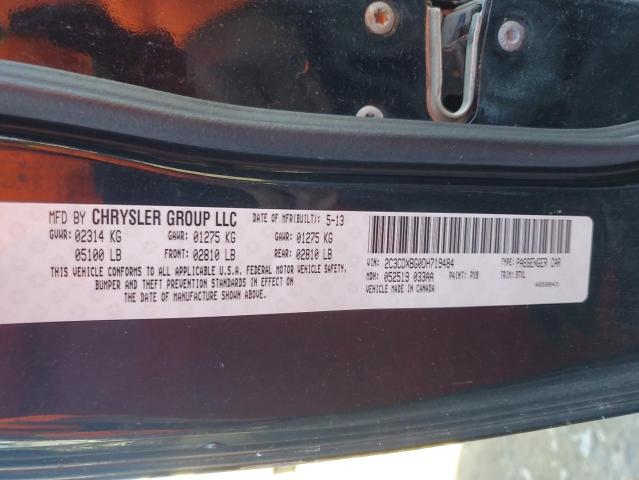 MFD BY CHRYSLER GROUP LLC DATE OF MFR(BUILT): 5-13
GVWR: 02314 KG GAWR: 01275 KG GAWR: 01275 KG
05100 LB FRONT: 02810 LB REAR: 02810 LB
THIS VEHICLE CONFORMS TO ALL APPLICABLE U.S.A. FEDERAL MOTOR VEHICLE SAFETY,
BUMPER AND THEFT PREVENTION STANDARDS IN EFFECT ON
THE DATE OF MANUFACTURE SHOWN ABOVE.
VIN: 2C3CDXBG0DH719484 TYPE: PASSENGER CAR
MDH: 052519 033AA PAINT: PXB TRIM:
VEHICLE MADE IN CANADA